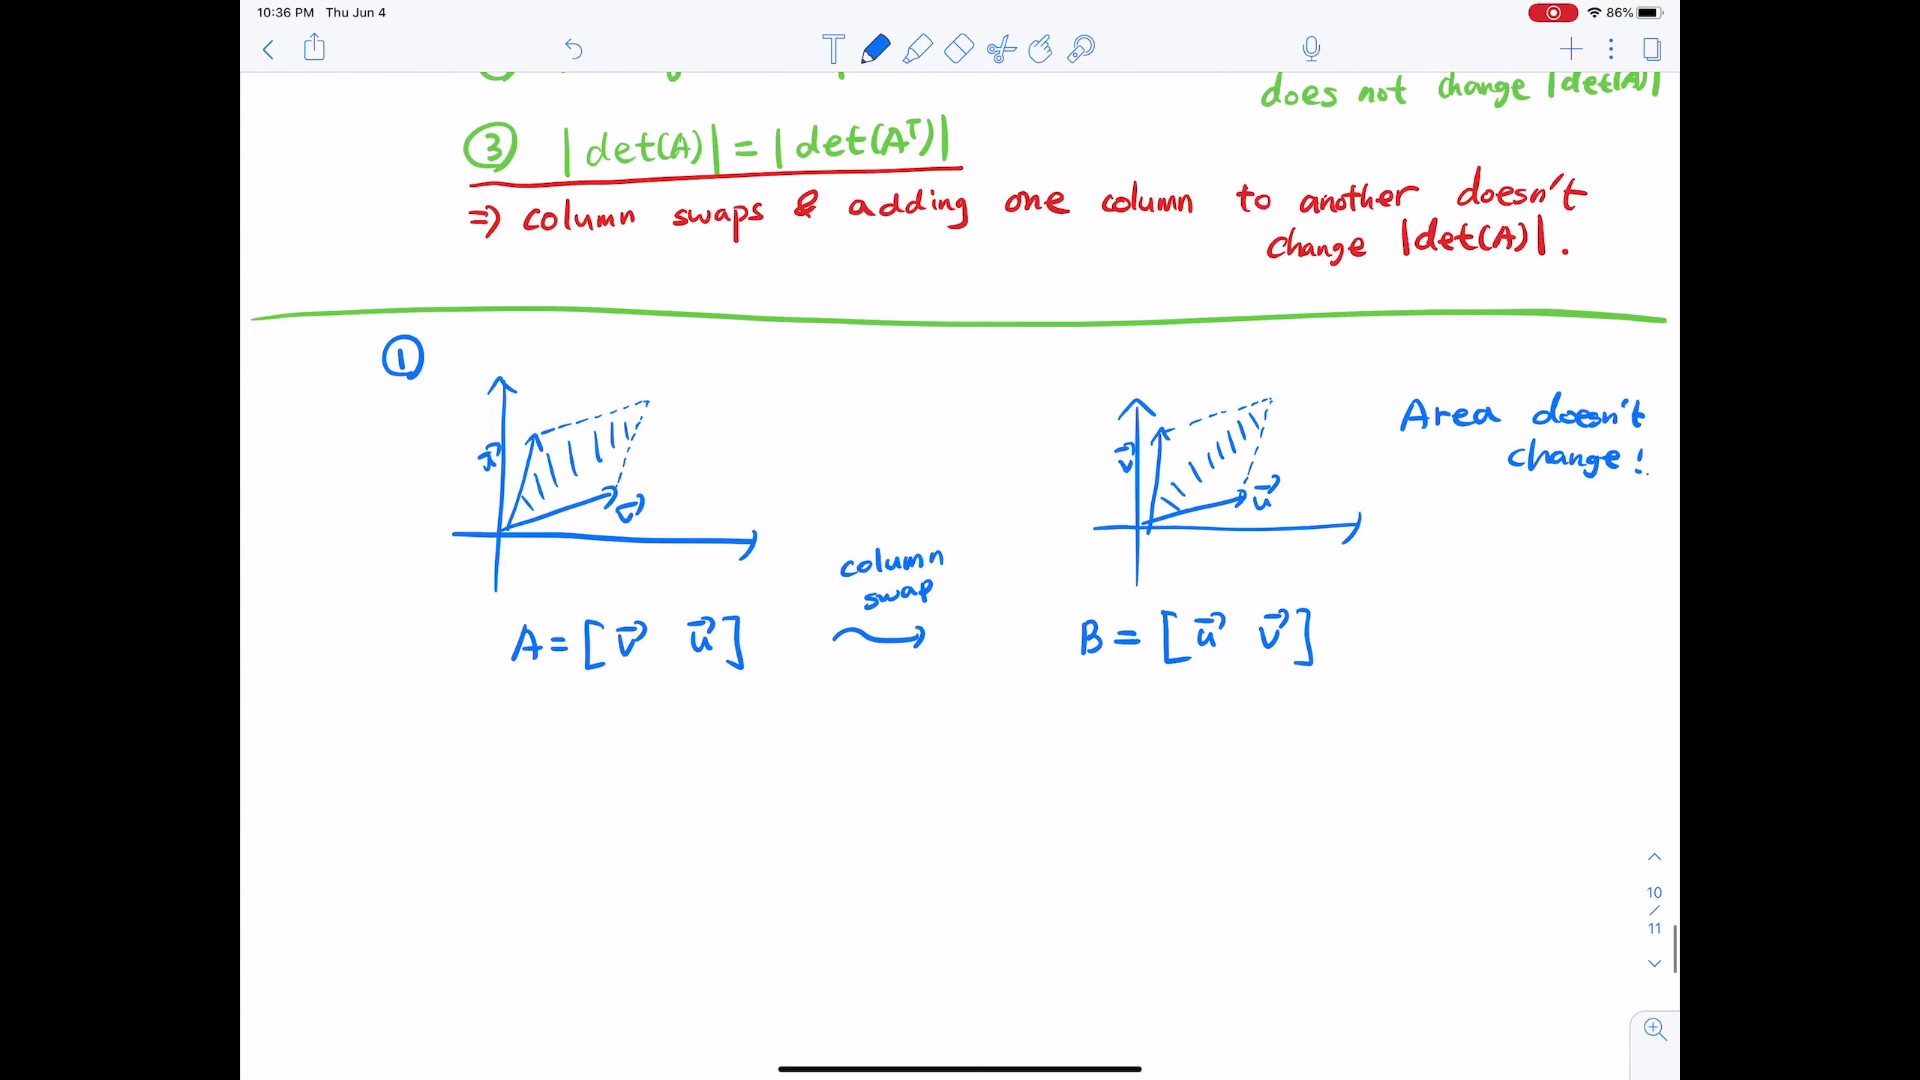 10:36 PM Thu Jun 4
86%
does not change |det(A)|
③ |det(A)| = |det(Aᵀ)|
⇒ column swaps & adding one column to another doesn't
change |det(A)|.
①
u⃗
v⃗
v⃗
u⃗
Area doesn't
change!
column
swap
A = [v⃗ u⃗]
B = [u⃗ v⃗]
10
/
11